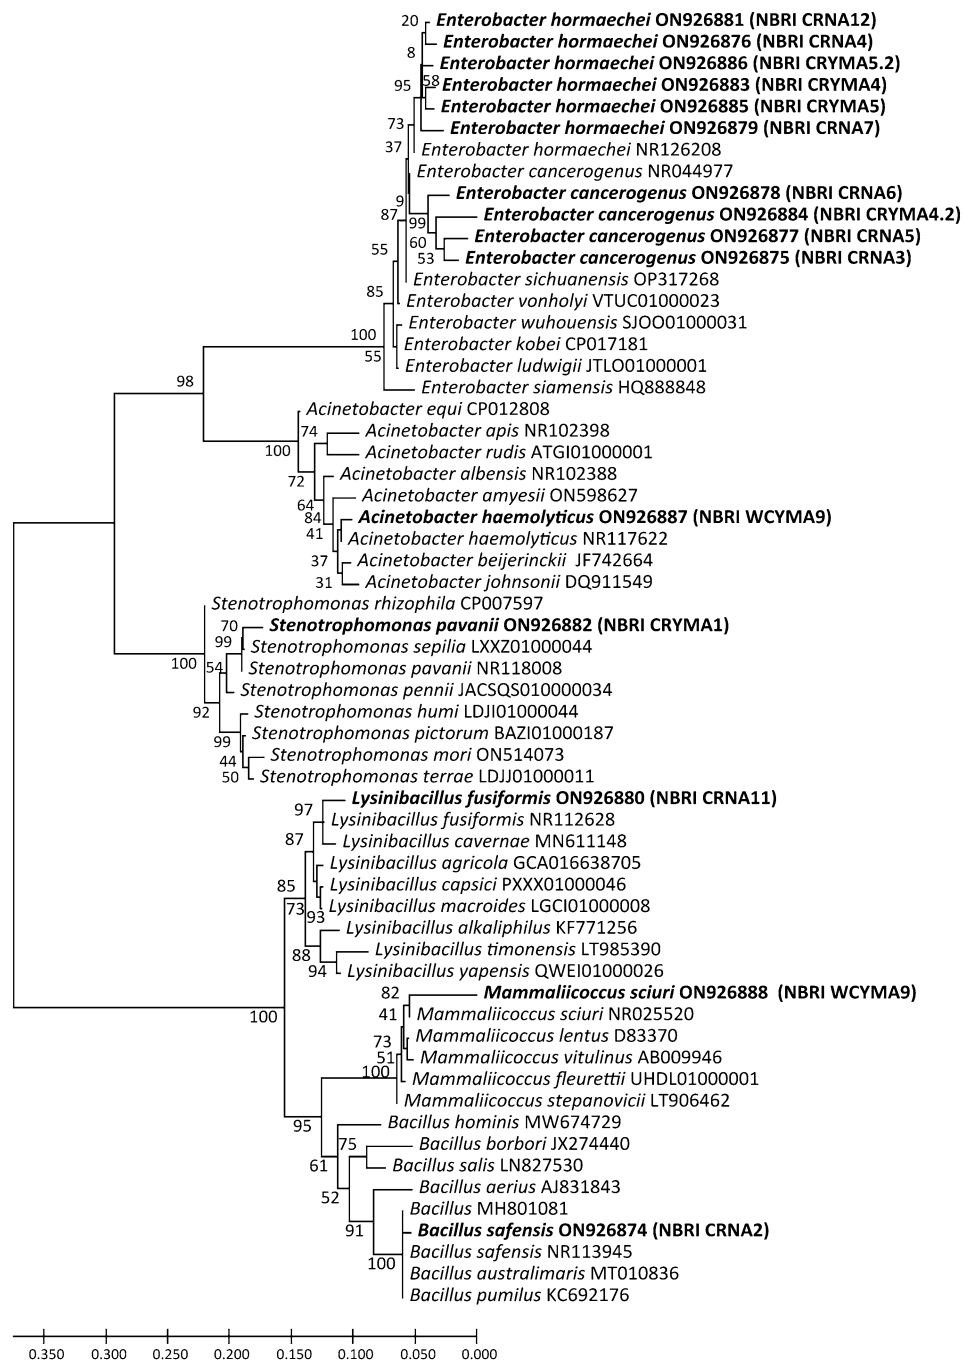 20
Enterobacter hormaechei ON926881 (NBRI CRNA12)
Enterobacter hormaechei ON926876 (NBRI CRNA4)
8
Enterobacter hormaechei ON926886 (NBRI CRYMA5.2)
95
58
Enterobacter hormaechei ON926883 (NBRI CRYMA4)
Enterobacter hormaechei ON926885 (NBRI CRYMA5)
73
Enterobacter hormaechei ON926879 (NBRI CRNA7)
37
Enterobacter hormaechei NR126208
Enterobacter cancerogenus NR044977
Enterobacter cancerogenus ON926878 (NBRI CRNA6)
9
87
99
Enterobacter cancerogenus ON926884 (NBRI CRYMA4.2)
Enterobacter cancerogenus ON926877 (NBRI CRNA5)
60
55
53
Enterobacter cancerogenus ON926875 (NBRI CRNA3)
Enterobacter sichuanensis OP317268
85
Enterobacter vonholyi VTUC01000023
Enterobacter wuhouensis SJOO01000031
100
Enterobacter kobei CP017181
55
Enterobacter ludwigii JTLO01000001
98
Enterobacter siamensis HQ888848
Acinetobacter equi CP012808
74
Acinetobacter apis NR102398
100
Acinetobacter rudis ATGI01000001
72
Acinetobacter albensis NR102388
Acinetobacter amyesii ON598627
64
84
Acinetobacter haemolyticus ON926887 (NBRI WCYMA9)
41
Acinetobacter haemolyticus NR117622
37
Acinetobacter beijerinckii JF742664
31
Acinetobacter johnsonii DQ911549
Stenotrophomonas rhizophila CP007597
70
Stenotrophomonas pavanii ON926882 (NBRI CRYMA1)
99
Stenotrophomonas sepilia LXXZ01000044
100
54
Stenotrophomonas pavanii NR118008
Stenotrophomonas pennii JACSQS010000034
92
Stenotrophomonas humi LDJI01000044
99
Stenotrophomonas pictorum BAZI01000187
44
Stenotrophomonas mori ON514073
50
Stenotrophomonas terrae LDJJ01000011
Lysinibacillus fusiformis ON926880 (NBRI CRNA11)
97
Lysinibacillus fusiformis NR112628
87
Lysinibacillus cavernae MN611148
Lysinibacillus agricola GCA016638705
85
Lysinibacillus capsici PXXX01000046
73
93
Lysinibacillus macroides LGCI01000008
Lysinibacillus alkaliphilus KF771256
88
Lysinibacillus timonensis LT985390
94
Lysinibacillus yapensis QWEI01000026
82
Mammaliicoccus sciuri ON926888 (NBRI WCYMA9)
100
41
Mammaliicoccus sciuri NR025520
73
Mammaliicoccus lentus D83370
51
Mammaliicoccus vitulinus AB009946
100
Mammaliicoccus fleurettii UHDL01000001
Mammaliicoccus stepanovicii LT906462
95
Bacillus hominis MW674729
75
Bacillus borbori JX274440
61
Bacillus salis LN827530
52
Bacillus aerius AJ831843
Bacillus MH801081
91
Bacillus safensis ON926874 (NBRI CRNA2)
100
Bacillus safensis NR113945
Bacillus australimaris MT010836
Bacillus pumilus KC692176
0.350 0.300 0.250 0.200 0.150 0.100 0.050 0.000